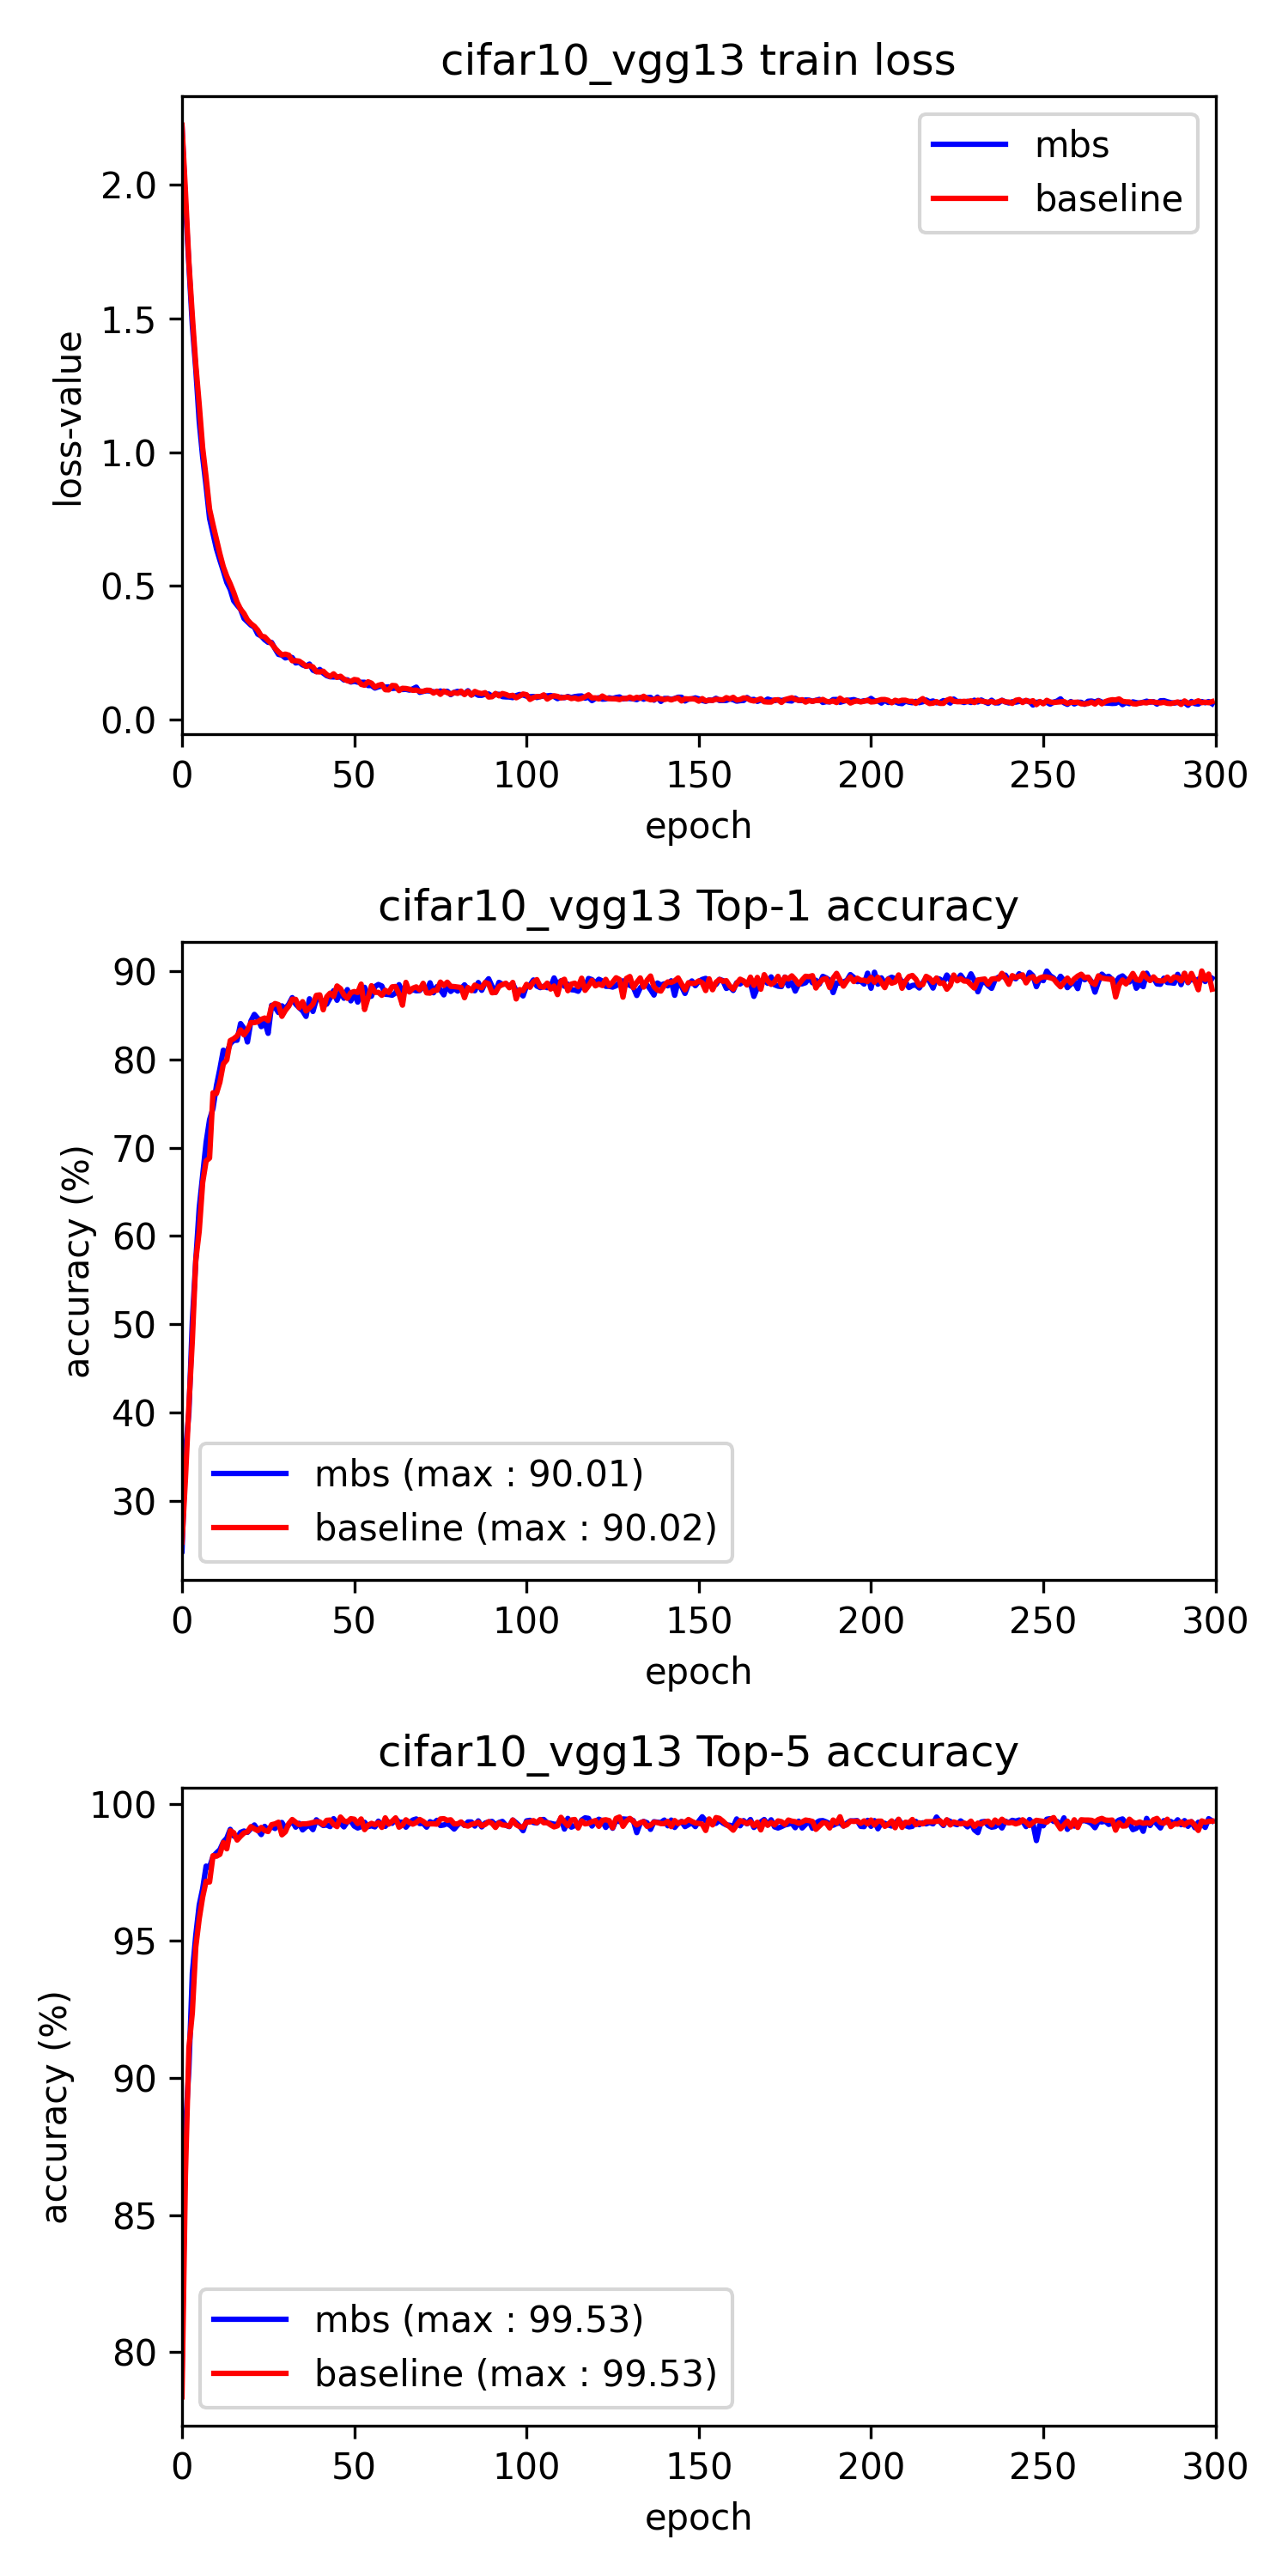 cifar10_vgg13 train loss
mbs
baseline
2.0
1.5
1.0
0.5
0.0
loss-value
0 50 100 150 200 250 300
epoch
cifar10_vgg13 Top-1 accuracy
90
80
70
60
50
40
30
accuracy (%)
mbs (max : 90.01)
baseline (max : 90.02)
0 50 100 150 200 250 300
epoch
cifar10_vgg13 Top-5 accuracy
100
95
90
85
80
accuracy (%)
mbs (max : 99.53)
baseline (max : 99.53)
0 50 100 150 200 250 300
epoch